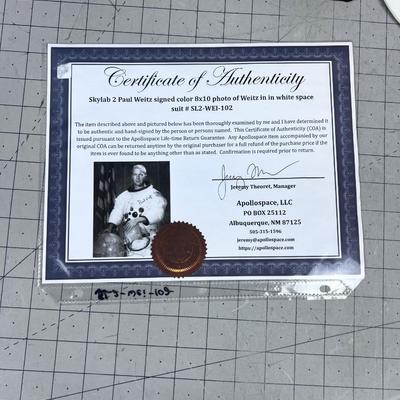 Certificate of Authenticity
Skylab 2 Paul Weitz signed color 8x10 photo of Weitz in in white space
suit # SL2-WEI-102
The item described above and pictured below has been thoroughly examined by me and I have determined it
to be authentic and hand-signed by the person or persons named. This Certificate of Authenticity (COA) is
issued pursuant to the Apollospace Life-time Return Guarantee. Any Apollospace item accompanied by our
original COA can be returned anytime by the original purchaser for a full refund of the purchase price if the
item is ever found to be anything other than as stated. Confirmation is required prior to return.
Jeremy Theoret, Manager
Apollospace, LLC
PO BOX 25112
Albuquerque, NM 87125
505-315-1596
jeremy@apollospace.com
https://apollospace.com